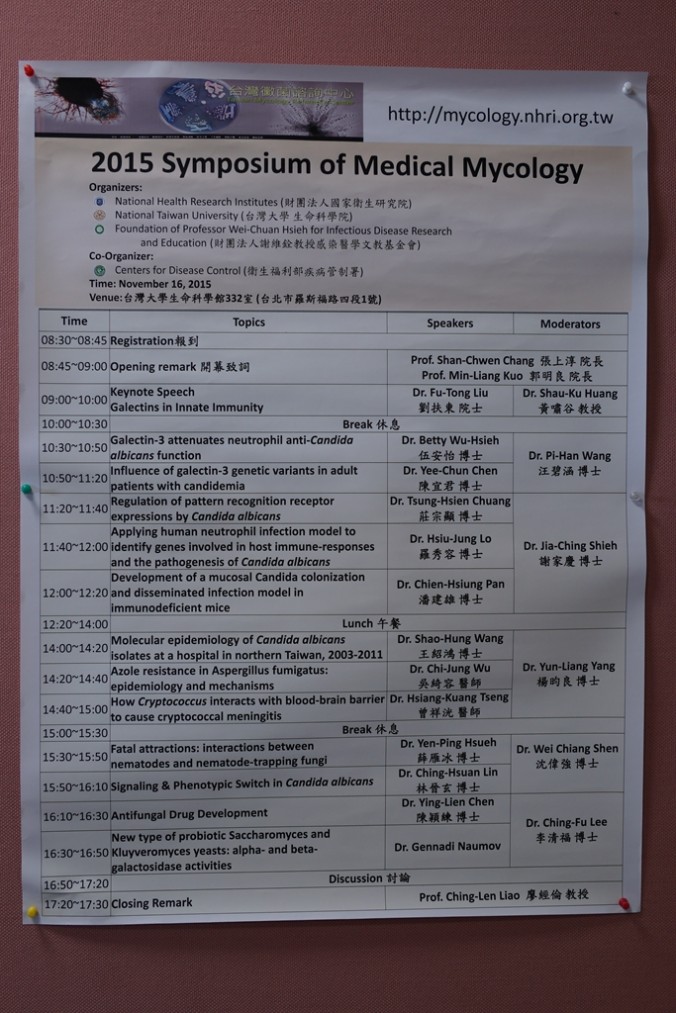 台灣黴菌諮詢中心
http://mycology.nhri.org.tw
2015 Symposium of Medical Mycology
Organizers:
National Health Research Institutes (財團法人國家衛生研究院)
National Taiwan University (台灣大學 生命科學院)
Foundation of Professor Wei-Chuan Hsieh for Infectious Disease Research
and Education (財團法人謝維銓教授感染醫學文教基金會)
Co-Organizer:
Centers for Disease Control (衛生福利部疾病管制署)
Time: November 16, 2015
Venue:台灣大學生命科學館332室 (台北市羅斯福路四段1號)
Time Topics Speakers Moderators
08:30~08:45 Registration報到
08:45~09:00 Opening remark 開幕致詞
Prof. Shan-Chwen Chang 張上淳 院長
Prof. Min-Liang Kuo 郭明良 院長
09:00~10:00 Keynote Speech
Galectins in Innate Immunity
Dr. Fu-Tong Liu
劉扶東 院士
Dr. Shau-Ku Huang
黃嘯谷 教授
10:00~10:30 Break 休息
10:30~10:50 Galectin-3 attenuates neutrophil anti-Candida
albicans function
Dr. Betty Wu-Hsieh
伍安怡 博士
Dr. Pi-Han Wang
汪碧涵 博士
10:50~11:20 Influence of galectin-3 genetic variants in adult
patients with candidemia
Dr. Yee-Chun Chen
陳宜君 博士
11:20~11:40 Regulation of pattern recognition receptor
expressions by Candida albicans
Dr. Tsung-Hsien Chuang
莊宗顯 博士
Dr. Jia-Ching Shieh
謝家慶 博士
11:40~12:00 Applying human neutrophil infection model to
identify genes involved in host immune-responses
and the pathogenesis of Candida albicans
Dr. Hsiu-Jung Lo
羅秀容 博士
12:00~12:20 Development of a mucosal Candida colonization
and disseminated infection model in
immunodeficient mice
Dr. Chien-Hsiung Pan
潘建雄 博士
12:20~14:00 Lunch 午餐
14:00~14:20 Molecular epidemiology of Candida albicans
isolates at a hospital in northern Taiwan, 2003-2011
Dr. Shao-Hung Wang
王紹鴻 博士
Dr. Yun-Liang Yang
楊昀良 博士
14:20~14:40 Azole resistance in Aspergillus fumigatus:
epidemiology and mechanisms
Dr. Chi-Jung Wu
吳綺容 醫師
14:40~15:00 How Cryptococcus interacts with blood-brain barrier
to cause cryptococcal meningitis
Dr. Hsiang-Kuang Tseng
曾祥洸 醫師
15:00~15:30 Break 休息
15:30~15:50 Fatal attractions: interactions between
nematodes and nematode-trapping fungi
Dr. Yen-Ping Hsueh
薛雁冰 博士
Dr. Wei Chiang Shen
沈偉強 博士
15:50~16:10 Signaling & Phenotypic Switch in Candida albicans
Dr. Ching-Hsuan Lin
林晉玄 博士
16:10~16:30 Antifungal Drug Development
Dr. Ying-Lien Chen
陳穎練 博士
Dr. Ching-Fu Lee
李清福 博士
16:30~16:50 New type of probiotic Saccharomyces and
Kluyveromyces yeasts: alpha- and beta-
galactosidase activities
Dr. Gennadi Naumov
16:50~17:20 Discussion 討論
17:20~17:30 Closing Remark
Prof. Ching-Len Liao 廖經倫 教授